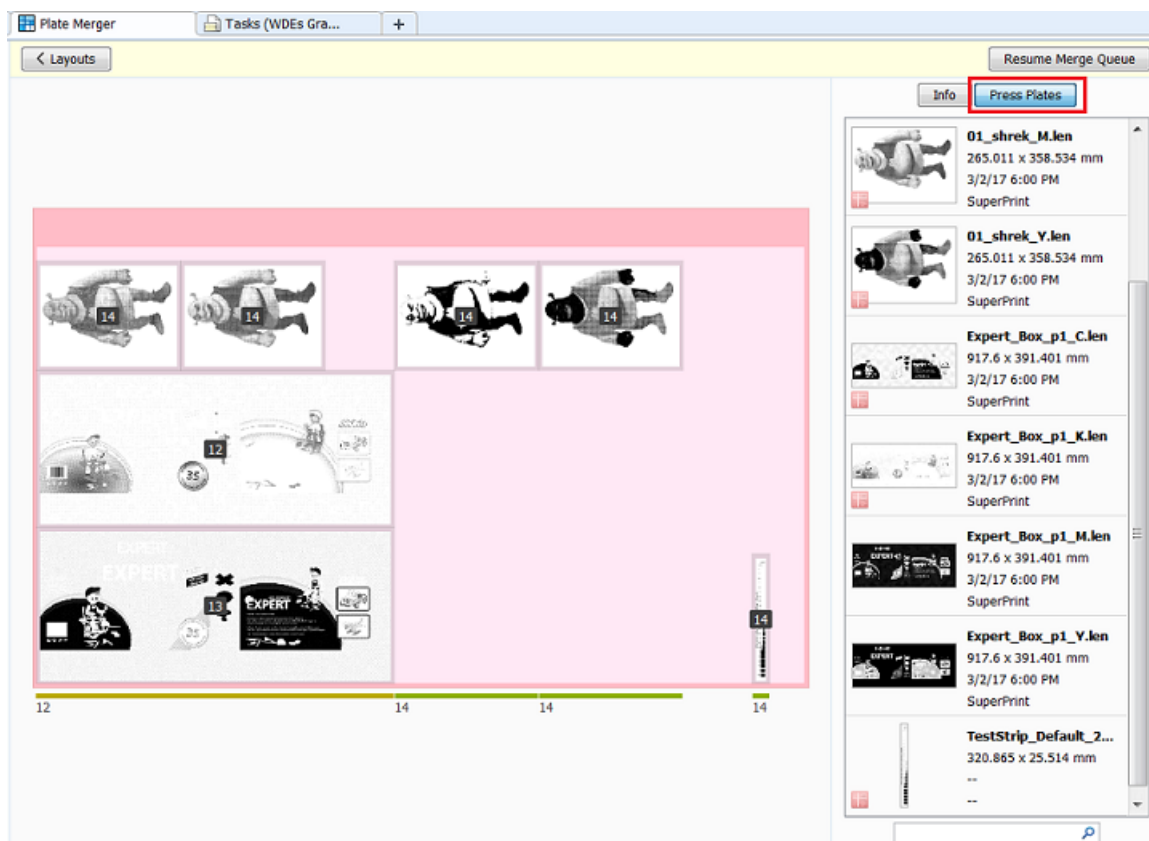 Plate Merger
Tasks (WDEs Gra...
+
< Layouts
Resume Merge Queue
Info
Press Plates
14
14
14
14
12
35
EXPERT
EXPERT
EXPERT
13
35
14
12
14
14
14
01_shrek_M.len
265.011 x 358.534 mm
3/2/17 6:00 PM
SuperPrint
01_shrek_Y.len
265.011 x 358.534 mm
3/2/17 6:00 PM
SuperPrint
Expert_Box_p1_C.len
917.6 x 391.401 mm
3/2/17 6:00 PM
SuperPrint
Expert_Box_p1_K.len
917.6 x 391.401 mm
3/2/17 6:00 PM
SuperPrint
Expert_Box_p1_M.len
917.6 x 391.401 mm
3/2/17 6:00 PM
SuperPrint
Expert_Box_p1_Y.len
917.6 x 391.401 mm
3/2/17 6:00 PM
SuperPrint
TestStrip_Default_2...
320.865 x 25.514 mm
--
--